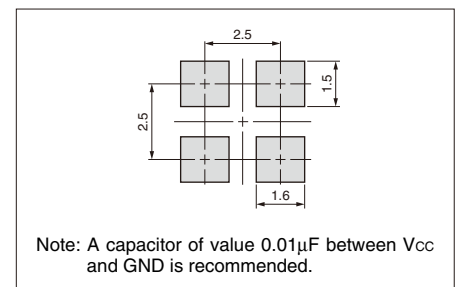 2.5
1.5
2.5
1.6
Note: A capacitor of value 0.01μF between VCC
and GND is recommended.